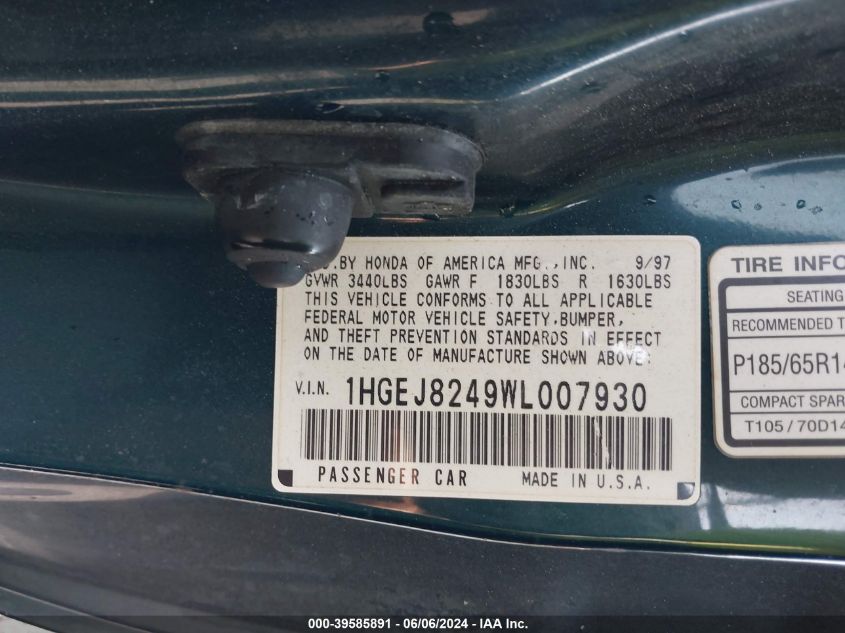 BY HONDA OF AMERICA MFG., INC. 9/97
GVWR 3440LBS GAWR F 1830LBS R 1630LBS
THIS VEHICLE CONFORMS TO ALL APPLICABLE
FEDERAL MOTOR VEHICLE SAFETY, BUMPER,
AND THEFT PREVENTION STANDARDS IN EFFECT
ON THE DATE OF MANUFACTURE SHOWN ABOVE.
V.I.N. 1HGEJ8249WL007930
PASSENGER CAR MADE IN U.S.A.
TIRE INFO
SEATING
RECOMMENDED T
P185/65R14
COMPACT SPAR
T105/70D14
000-39585891 - 06/06/2024 - IAA Inc.